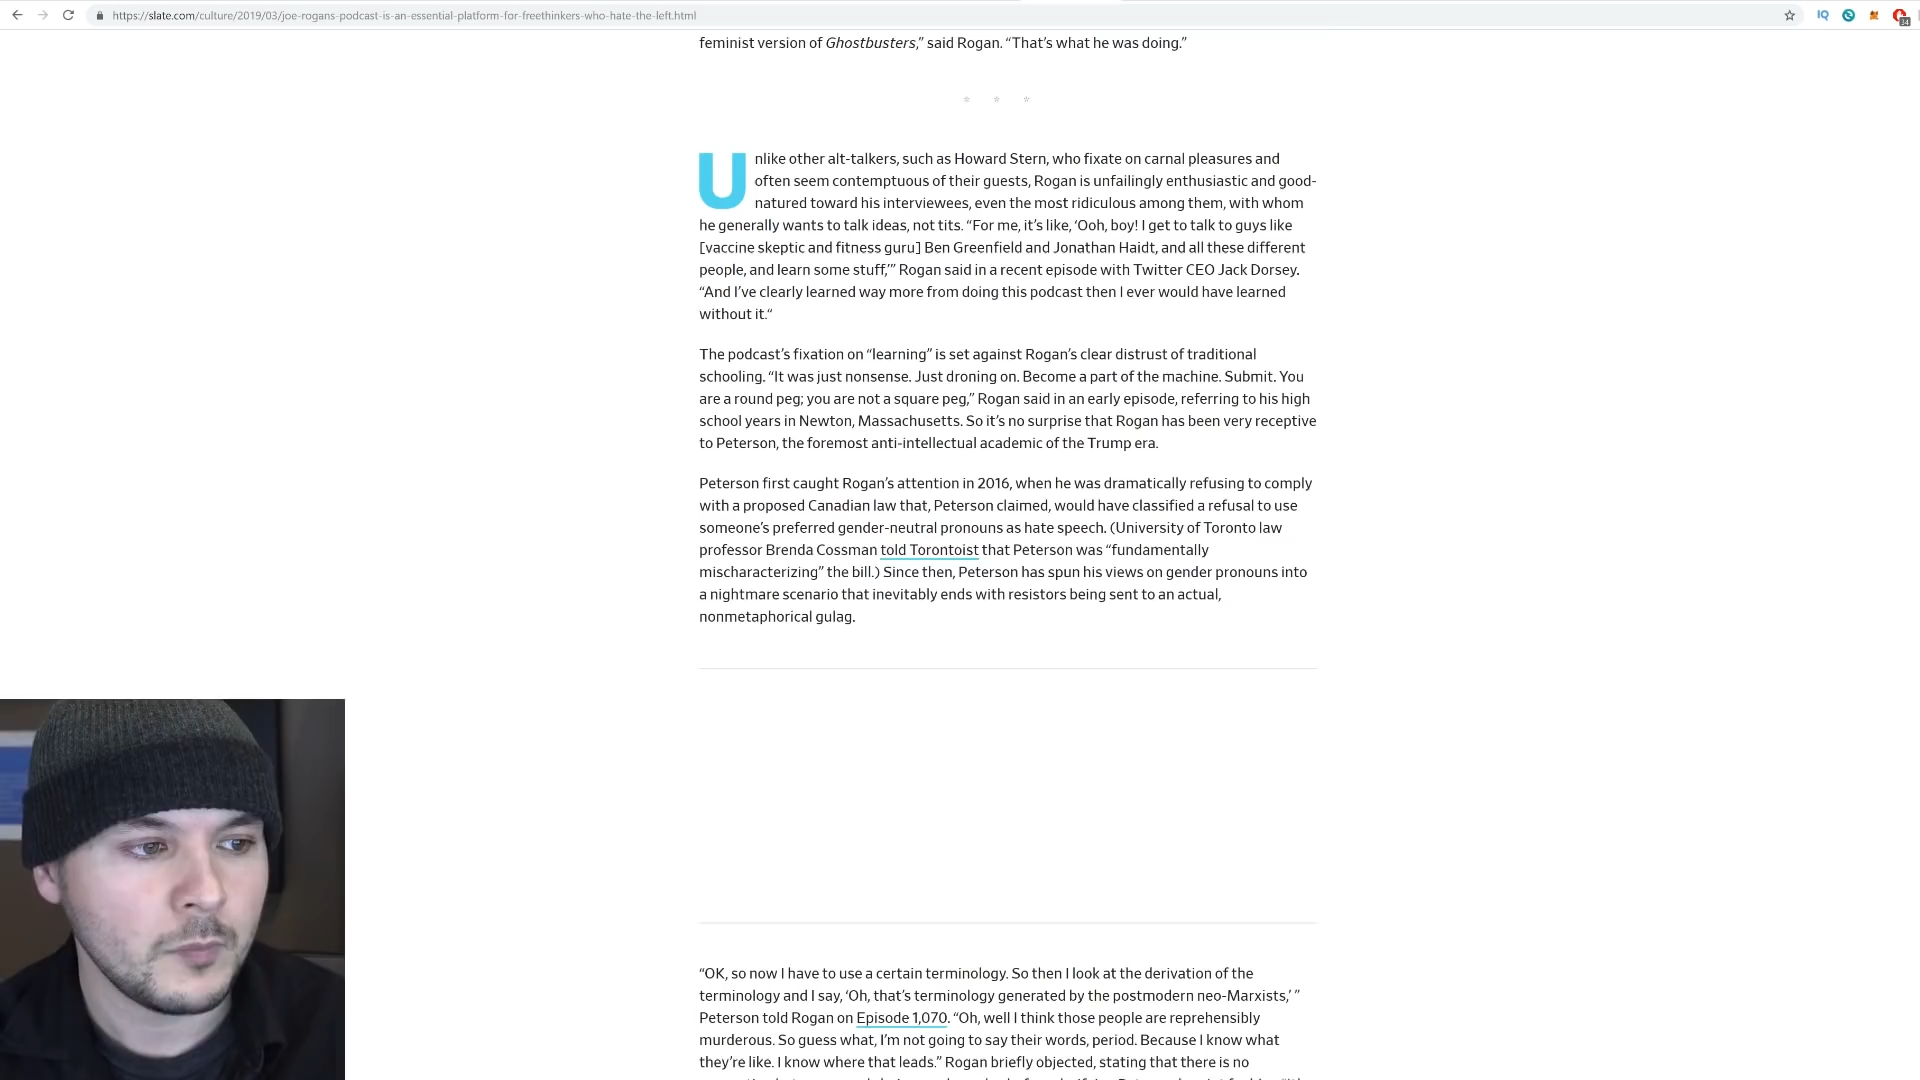 https://slate.com/culture/2019/03/joe-rogans-podcast-is-an-essential-platform-for-freethinkers-who-hate-the-left.html
IQ
34
feminist version of Ghostbusters,” said Rogan. “That’s what he was doing.”
* * *
Unlike other alt-talkers, such as Howard Stern, who fixate on carnal pleasures and
often seem contemptuous of their guests, Rogan is unfailingly enthusiastic and good-
natured toward his interviewees, even the most ridiculous among them, with whom
he generally wants to talk ideas, not tits. “For me, it’s like, ‘Ooh, boy! I get to talk to guys like
[vaccine skeptic and fitness guru] Ben Greenfield and Jonathan Haidt, and all these different
people, and learn some stuff,’” Rogan said in a recent episode with Twitter CEO Jack Dorsey.
“And I’ve clearly learned way more from doing this podcast then I ever would have learned
without it.“
The podcast’s fixation on “learning” is set against Rogan’s clear distrust of traditional
schooling. “It was just nonsense. Just droning on. Become a part of the machine. Submit. You
are a round peg; you are not a square peg,” Rogan said in an early episode, referring to his high
school years in Newton, Massachusetts. So it’s no surprise that Rogan has been very receptive
to Peterson, the foremost anti-intellectual academic of the Trump era.
Peterson first caught Rogan’s attention in 2016, when he was dramatically refusing to comply
with a proposed Canadian law that, Peterson claimed, would have classified a refusal to use
someone’s preferred gender-neutral pronouns as hate speech. (University of Toronto law
professor Brenda Cossman told Torontoist that Peterson was “fundamentally
mischaracterizing” the bill.) Since then, Peterson has spun his views on gender pronouns into
a nightmare scenario that inevitably ends with resistors being sent to an actual,
nonmetaphorical gulag.
“OK, so now I have to use a certain terminology. So then I look at the derivation of the
terminology and I say, ‘Oh, that’s terminology generated by the postmodern neo-Marxists,’ ”
Peterson told Rogan on Episode 1,070. “Oh, well I think those people are reprehensibly
murderous. So guess what, I’m not going to say their words, period. Because I know what
they’re like. I know where that leads.” Rogan briefly objected, stating that there is no